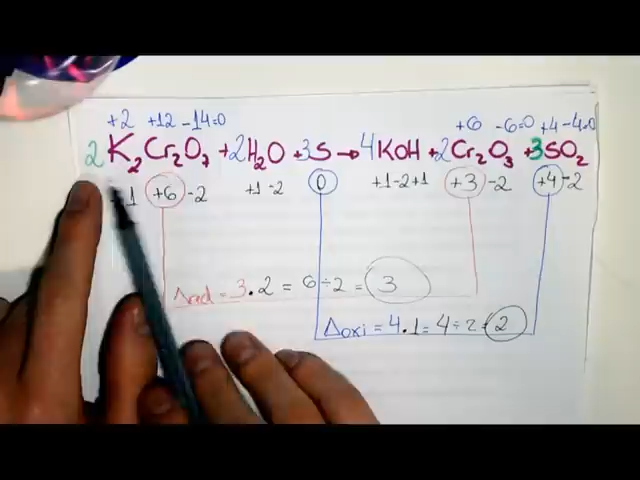 +2 +12 -14=0 +6 -6=0 +4 -4=0
2 K₂Cr₂O₇ + 2H₂O + 3S → 4KOH + 2Cr₂O₃ + 3SO₂
+1 +6 -2 +1 -2 0 +1 -2 +1 +3 -2 +4 -2
Δred = 3 . 2 = 6 ÷ 2 = 3
Δoxi = 4 . 1 = 4 ÷ 2 = 2